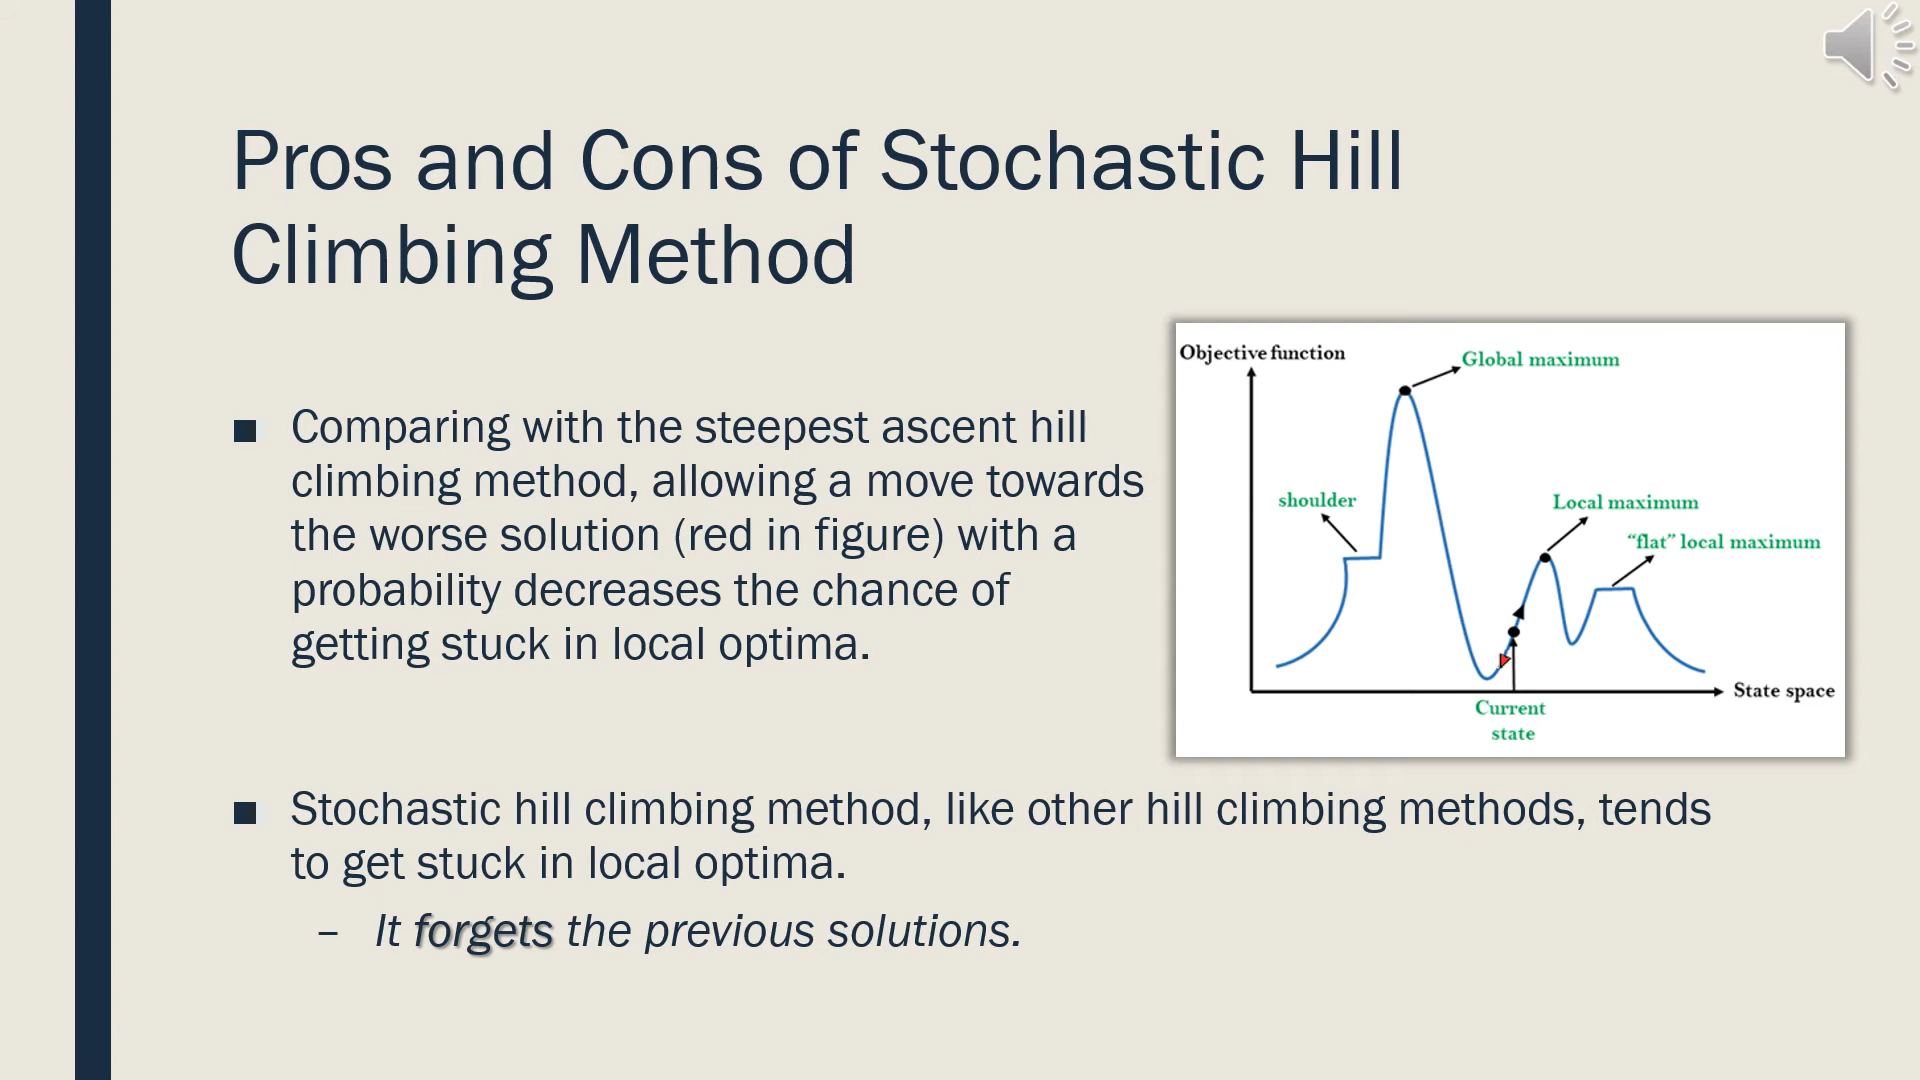 Pros and Cons of Stochastic Hill
Climbing Method
■ Comparing with the steepest ascent hill
climbing method, allowing a move towards
the worse solution (red in figure) with a
probability decreases the chance of
getting stuck in local optima.
Objective function
Global maximum
shoulder
Local maximum
“flat” local maximum
State space
Current
state
■ Stochastic hill climbing method, like other hill climbing methods, tends
to get stuck in local optima.
– It forgets the previous solutions.